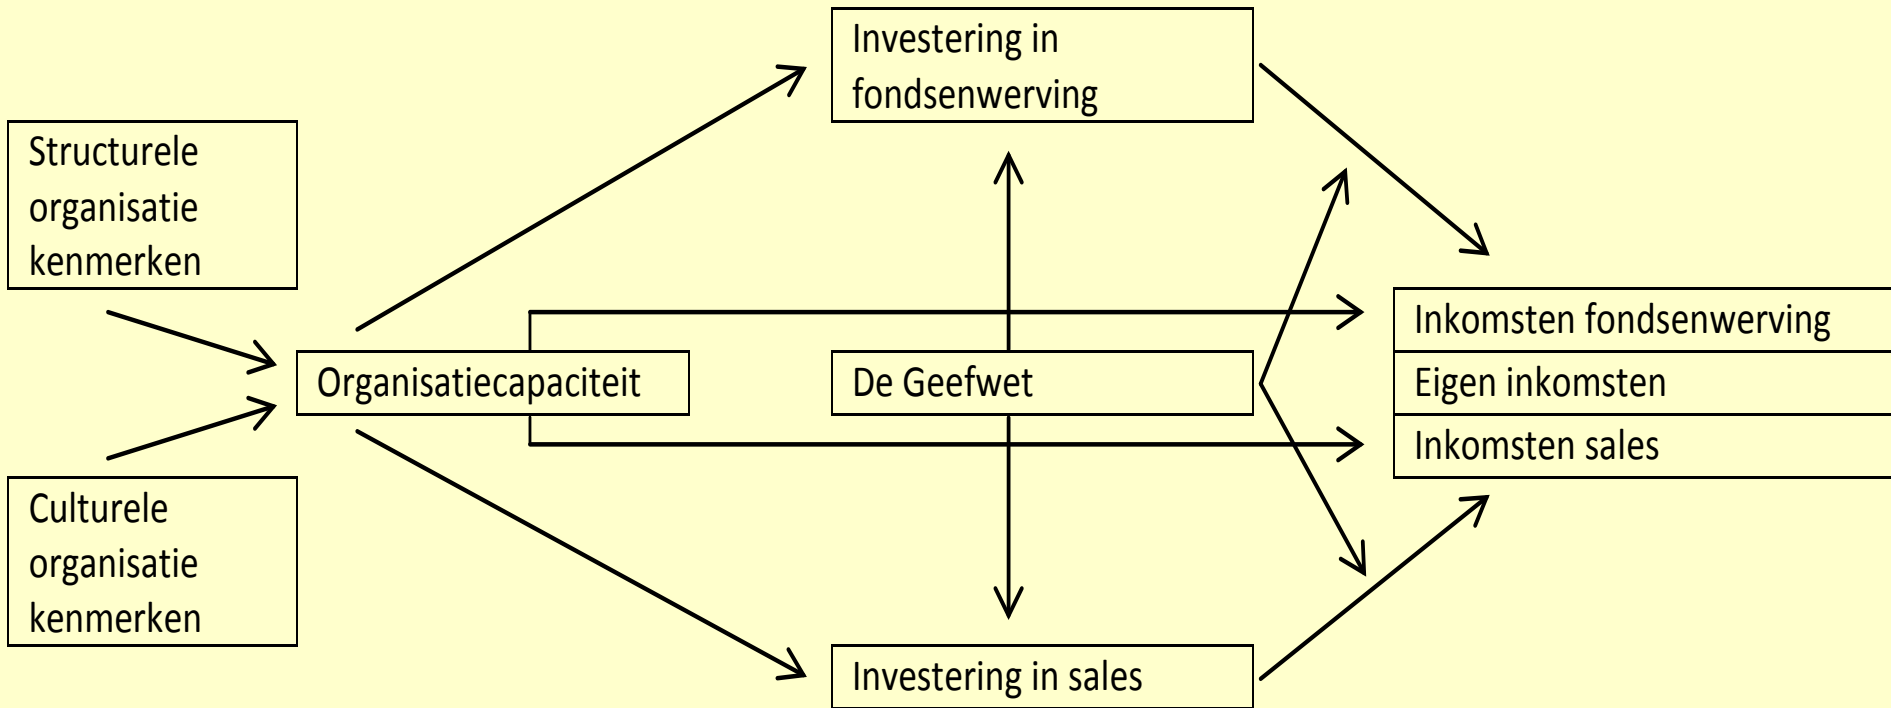 Investering in
fondsenwerving
Structurele
organisatie
kenmerken
Organisatiecapaciteit
De Geefwet
Inkomsten fondsenwerving
Eigen inkomsten
Inkomsten sales
Culturele
organisatie
kenmerken
Investering in sales